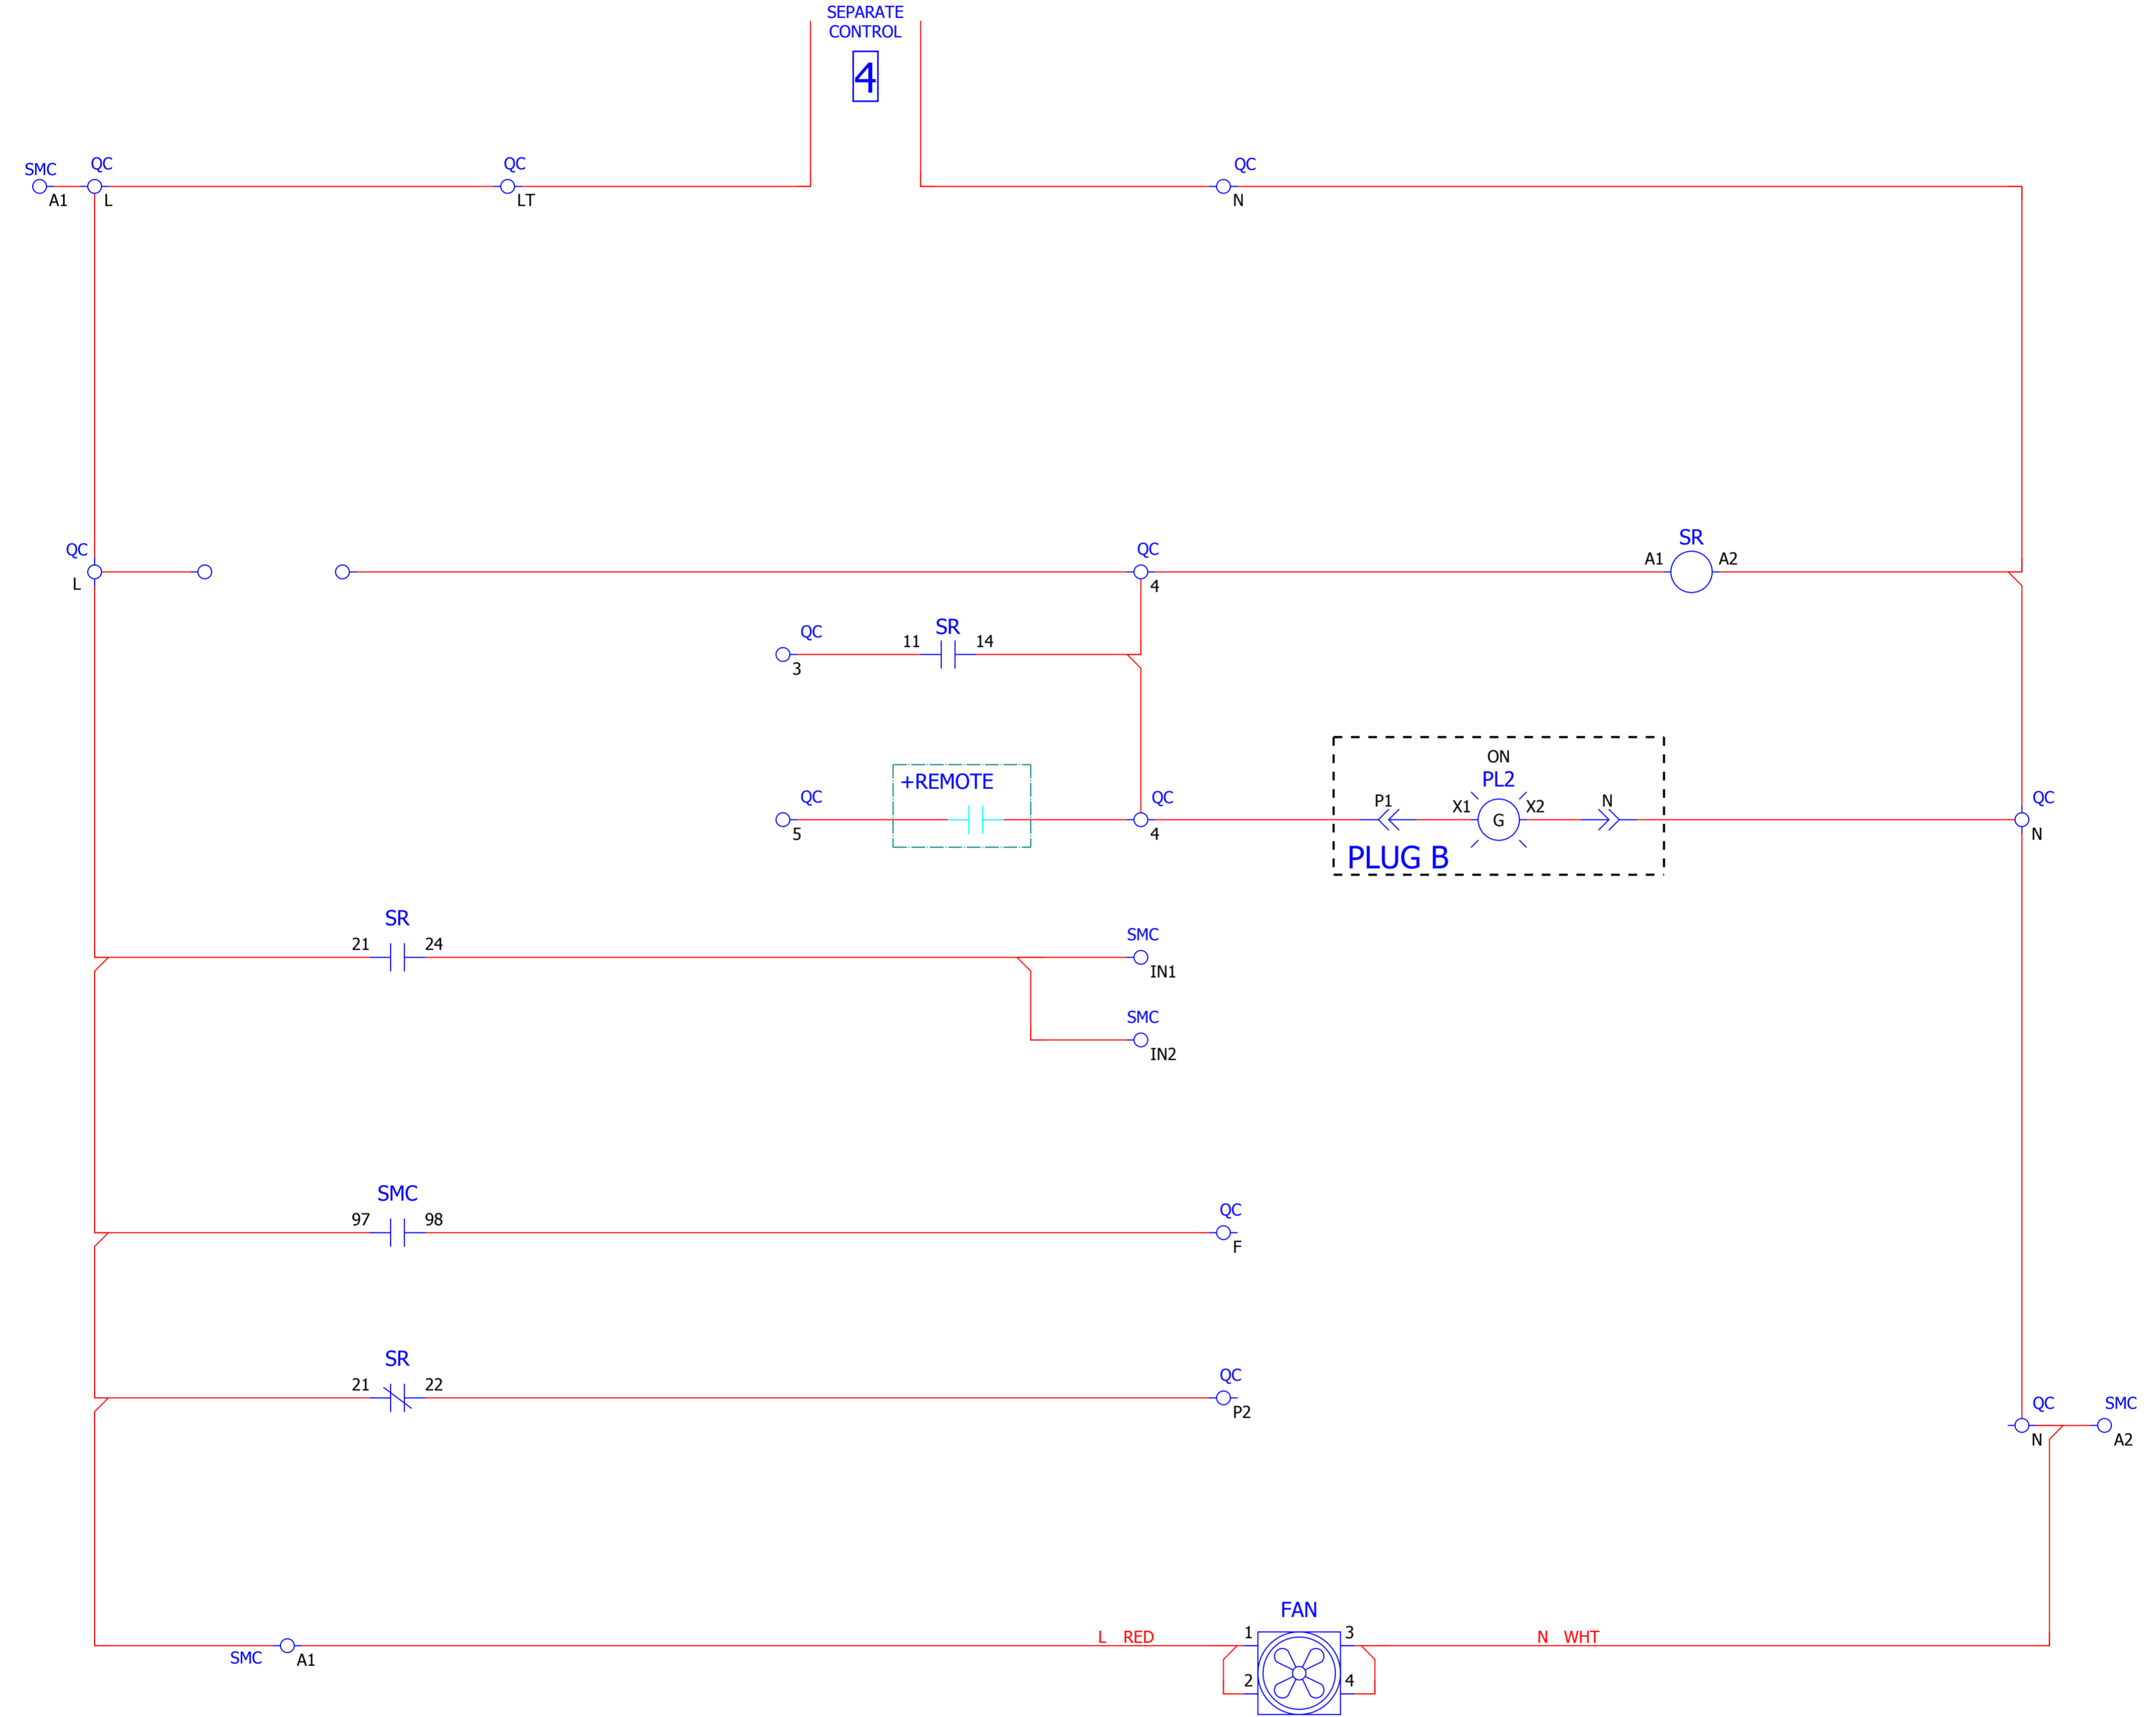 SEPARATE
CONTROL
4
SMC
QC
QC
QC
A1
L
LT
N
QC
L
QC
4
A1
SR
A2
QC
3
11
SR
14
QC
5
+REMOTE
QC
4
ON
PL2
P1
X1
G
X2
N
PLUG B
QC
N
SR
21
24
SMC
IN1
SMC
IN2
SMC
97
98
QC
F
SR
21
22
QC
P2
QC
N
SMC
A2
FAN
L RED
1
3
N WHT
SMC
A1
2
4